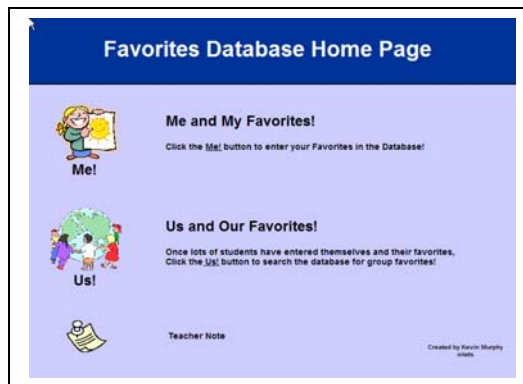 Favorites Database Home Page
Me and My Favorites!
Click the Me! button to enter your Favorites in the Database!
Me!
Us and Our Favorites!
Once lots of students have entered themselves and their favorites,
Click the Us! button to search the database for group favorites!
Us!
Teacher Note
Created by Kevin Murphy